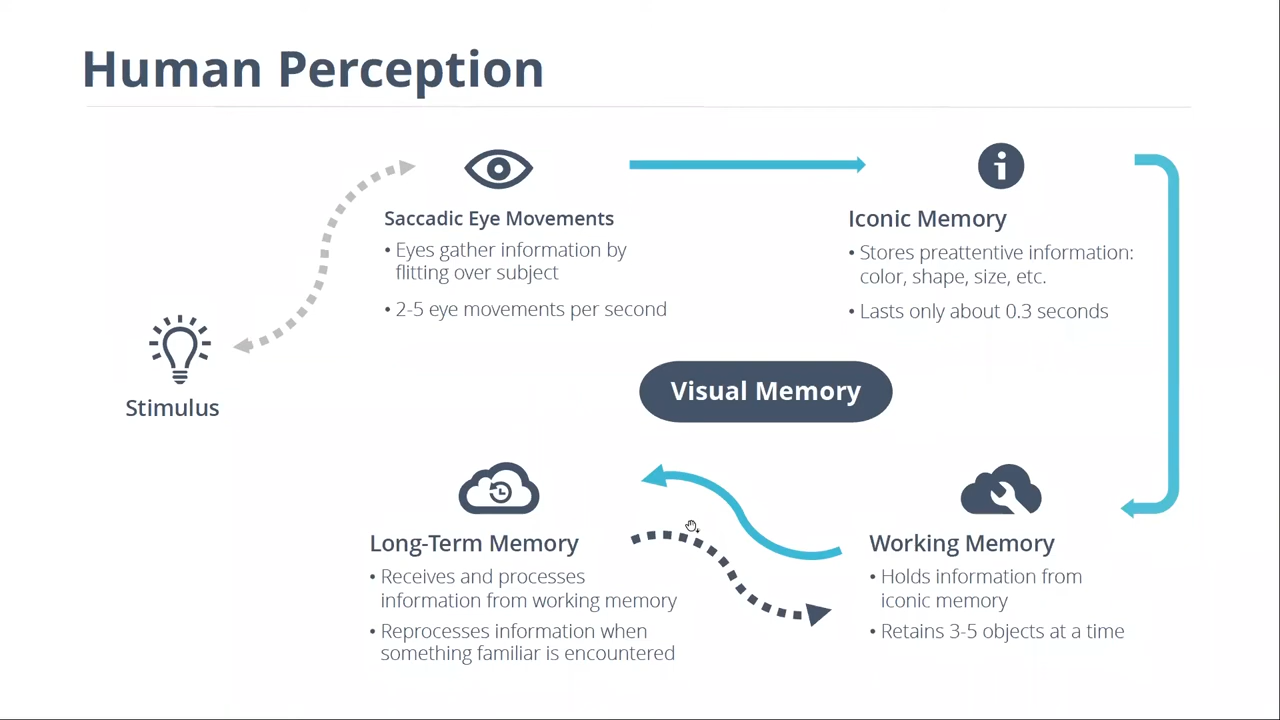 Human Perception
Saccadic Eye Movements
• Eyes gather information by
flitting over subject
• 2-5 eye movements per second
Iconic Memory
• Stores preattentive information:
color, shape, size, etc.
• Lasts only about 0.3 seconds
Stimulus
Visual Memory
Long-Term Memory
• Receives and processes
information from working memory
• Reprocesses information when
something familiar is encountered
Working Memory
• Holds information from
iconic memory
• Retains 3-5 objects at a time